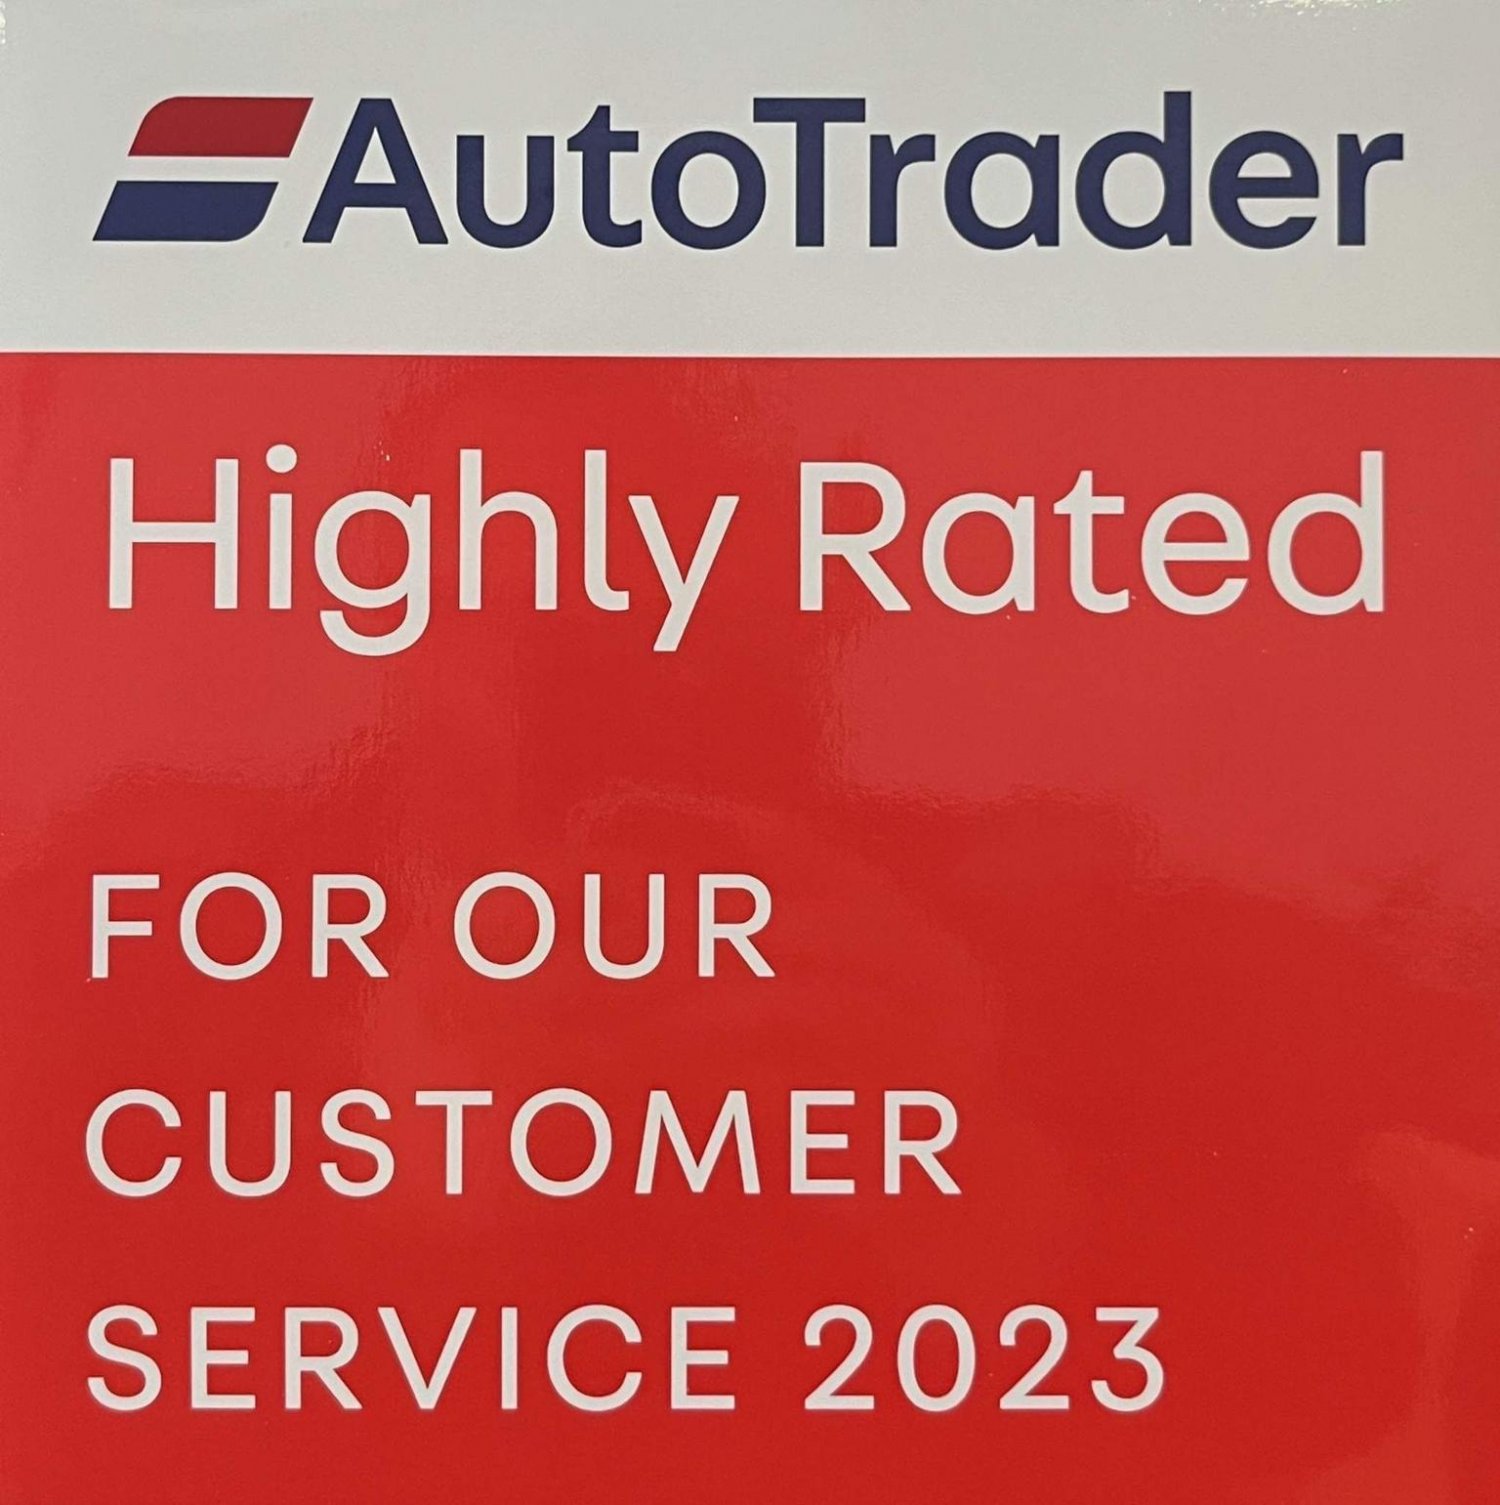 AutoTrader
Highly Rated
FOR OUR
CUSTOMER
SERVICE 2023